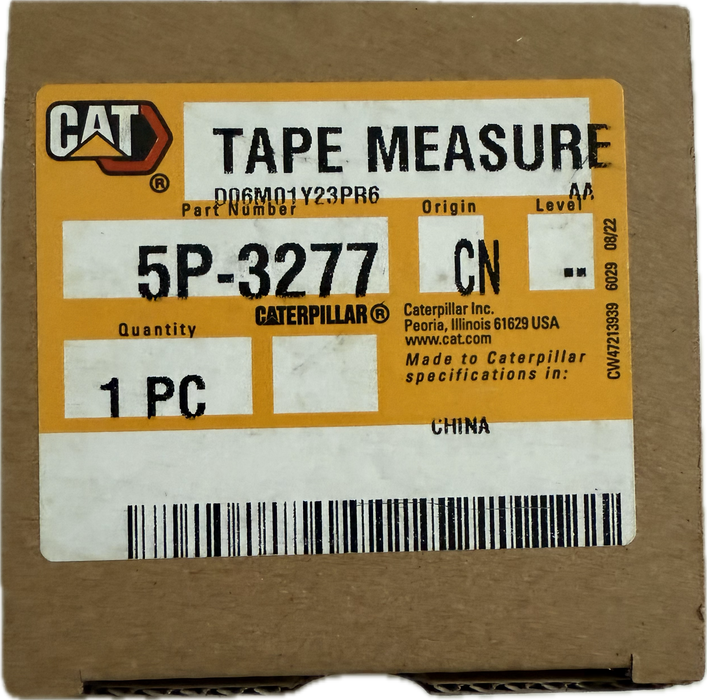 CAT
®
TAPE MEASURE
D06M01Y23PR6 AA
Part Number Origin Level
5P-3277 CN --
CATERPILLAR®
Caterpillar Inc.
Peoria, Illinois 61629 USA
www.cat.com
Quantity
1 PC
Made to Caterpillar
specifications in:
CHINA
CW47213939 6029 08/22